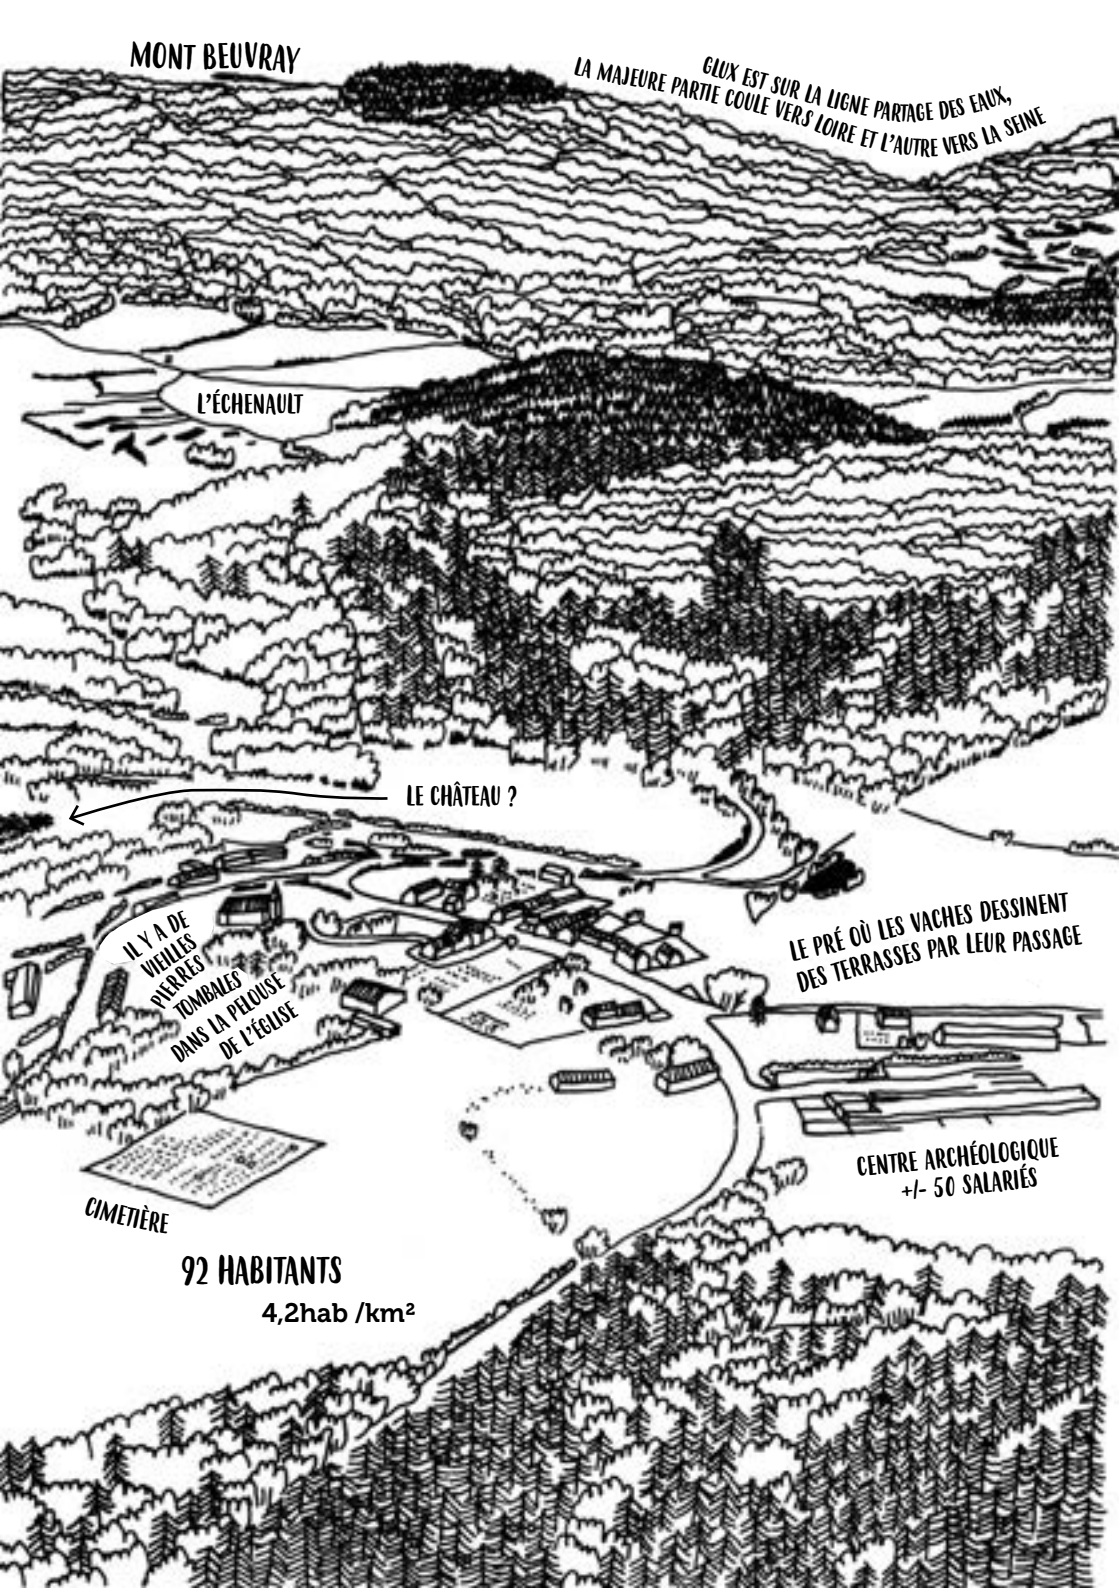 MONT BEUVRAY
GLUX EST SUR LA LIGNE PARTAGE DES EAUX,
LA MAJEURE PARTIE COULE VERS LOIRE ET L'AUTRE VERS LA SEINE
L'ÉCHENAULT
LE CHÂTEAU ?
IL Y A DE
VIEILLES
PIERRES
TOMBALES
DANS LA PELOUSE
DE L'ÉGLISE
LE PRÉ OÙ LES VACHES DESSINENT
DES TERRASSES PAR LEUR PASSAGE
CENTRE ARCHÉOLOGIQUE
+/- 50 SALARIÉS
CIMETIÈRE
92 HABITANTS
4,2hab /km²